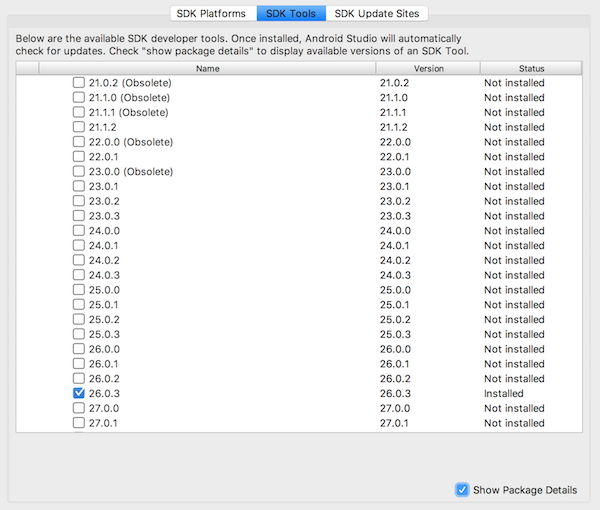 SDK Platforms SDK Tools SDK Update Sites
Below are the available SDK developer tools. Once installed, Android Studio will automatically
check for updates. Check "show package details" to display available versions of an SDK Tool.
Name Version Status
21.0.2 (Obsolete) 21.0.2 Not installed
21.1.0 (Obsolete) 21.1.0 Not installed
21.1.1 (Obsolete) 21.1.1 Not installed
21.1.2 21.1.2 Not installed
22.0.0 (Obsolete) 22.0.0 Not installed
22.0.1 22.0.1 Not installed
23.0.0 (Obsolete) 23.0.0 Not installed
23.0.1 23.0.1 Not installed
23.0.2 23.0.2 Not installed
23.0.3 23.0.3 Not installed
24.0.0 24.0.0 Not installed
24.0.1 24.0.1 Not installed
24.0.2 24.0.2 Not installed
24.0.3 24.0.3 Not installed
25.0.0 25.0.0 Not installed
25.0.1 25.0.1 Not installed
25.0.2 25.0.2 Not installed
25.0.3 25.0.3 Not installed
26.0.0 26.0.0 Not installed
26.0.1 26.0.1 Not installed
26.0.2 26.0.2 Not installed
26.0.3 26.0.3 Installed
27.0.0 27.0.0 Not installed
27.0.1 27.0.1 Not installed
Show Package Details